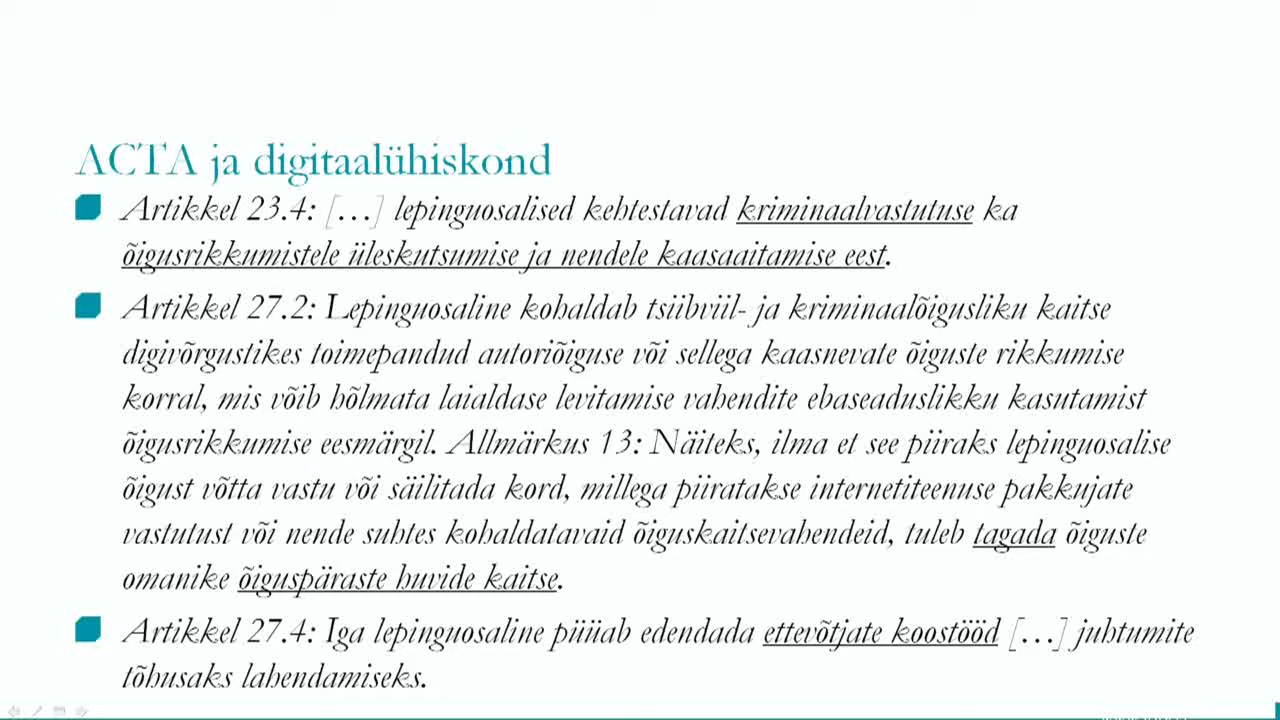 ACTA ja digitaalühiskond
Artikkel 23.4: […] lepinguosalised kehtestavad kriminaalvastutuse ka
õigusrikkumistele üleskutsumise ja nendele kaasaaitamise eest.
Artikkel 27.2: Lepinguosaline kohaldab tsiibviil- ja kriminaalõigusliku kaitse
digivõrgustikes toimepandud autoriõiguse või sellega kaasnevate õiguste rikkumise
korral, mis võib hõlmata laialdase levitamise vahendite ebaseaduslikku kasutamist
õigusrikkumise eesmärgil. Allmärkus 13: Näiteks, ilma et see piiraks lepinguosalise
õigust võtta vastu või säilitada kord, millega piiratakse internetiteenuse pakkujate
vastutust või nende suhtes kohaldatavaid õiguskaitsevahendeid, tuleb tagada õiguste
omanike õiguspäraste huvide kaitse.
Artikkel 27.4: Iga lepinguosaline püüab edendada ettevõtjate koostööd […] juhtumite
tõhusaks lahendamiseks.